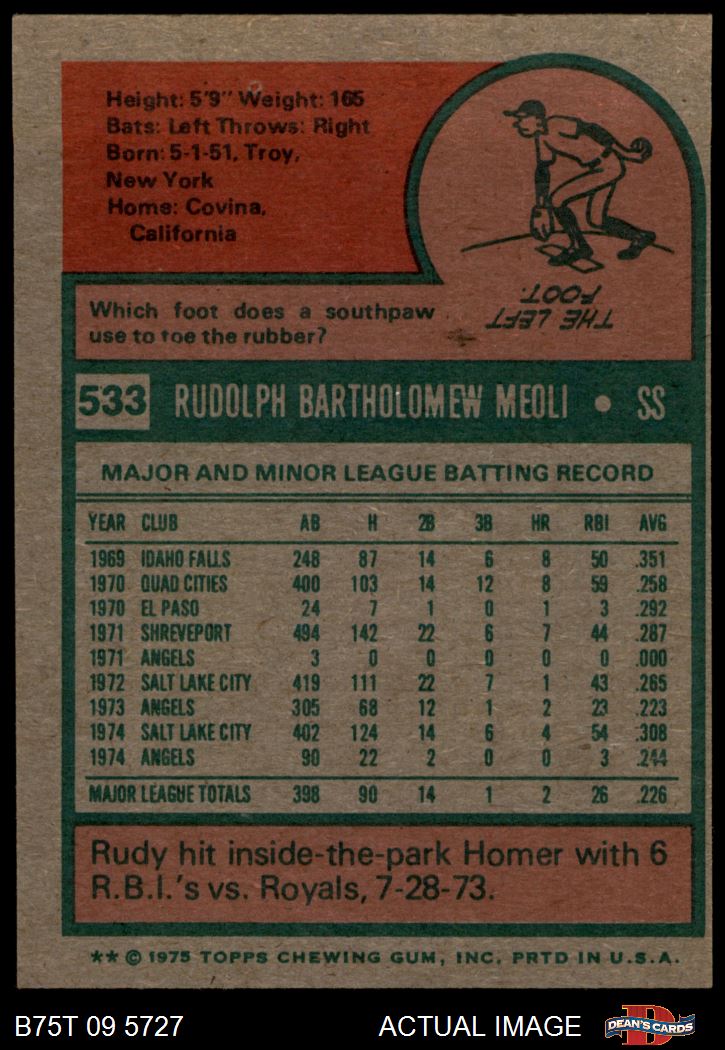 Height: 5'9" Weight: 165
Bats: Left Throws: Right
Born: 5-1-51, Troy,
New York
Home: Covina,
California
Which foot does a southpaw
use to toe the rubber?
THE LEFT
FOOT.
533 RUDOLPH BARTHOLOMEW MEOLI • SS
MAJOR AND MINOR LEAGUE BATTING RECORD
YEAR CLUB AB H 2B 3B HR RBI AVG
1969 IDAHO FALLS 248 87 14 6 8 50 .351
1970 QUAD CITIES 400 103 14 12 8 59 .258
1970 EL PASO 24 7 1 0 1 3 .292
1971 SHREVEPORT 494 142 22 6 7 44 .287
1971 ANGELS 3 0 0 0 0 0 .000
1972 SALT LAKE CITY 419 111 22 7 1 43 .265
1973 ANGELS 305 68 12 1 2 23 .223
1974 SALT LAKE CITY 402 124 14 6 4 54 .308
1974 ANGELS 90 22 2 0 0 3 .244
MAJOR LEAGUE TOTALS 398 90 14 1 2 26 .226
Rudy hit inside-the-park Homer with 6
R.B.I.'s vs. Royals, 7-28-73.
** © 1975 TOPPS CHEWING GUM, INC. PRTD IN U.S.A.
B75T 09 5727 ACTUAL IMAGE
DEAN'S CARDS